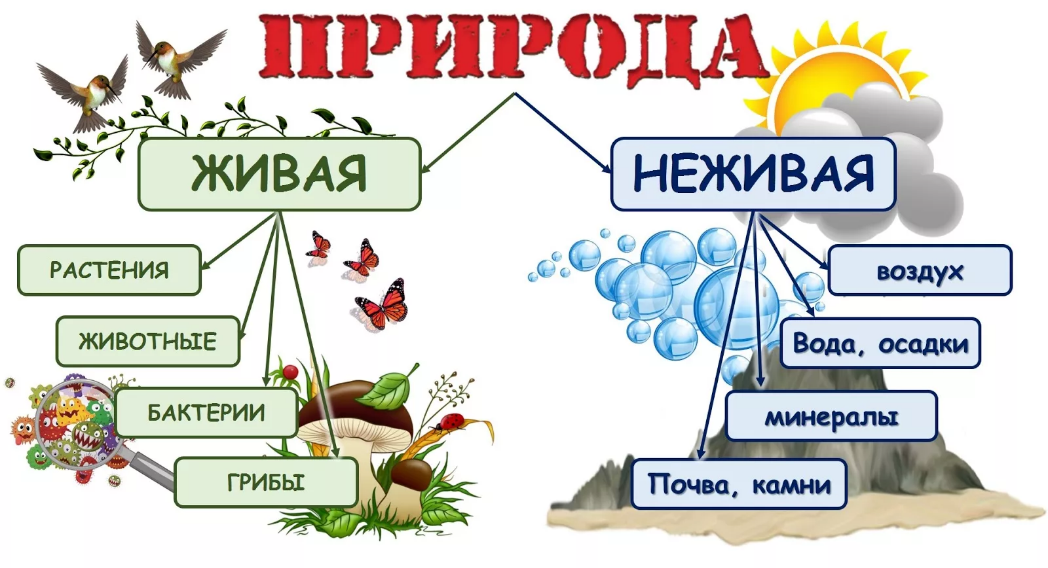 ПРИРОДА
ЖИВАЯ
РАСТЕНИЯ
ЖИВОТНЫЕ
БАКТЕРИИ
ГРИБЫ
НЕЖИВАЯ
воздух
Вода, осадки
минералы
Почва, камни